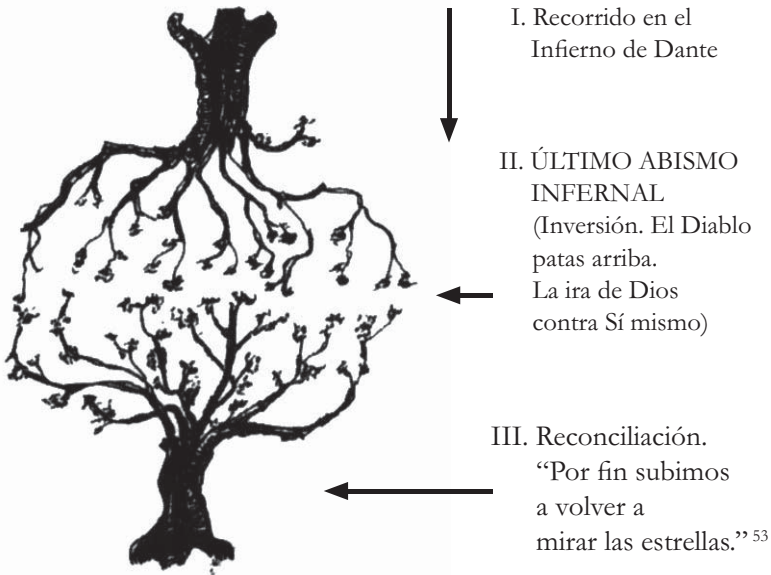 I. Recorrido en el
Infierno de Dante
II. ÚLTIMO ABISMO
INFERNAL
(Inversión. El Diablo
patas arriba.
La ira de Dios
contra Sí mismo)
III. Reconciliación.
“Por fin subimos
a volver a
mirar las estrellas.” 53